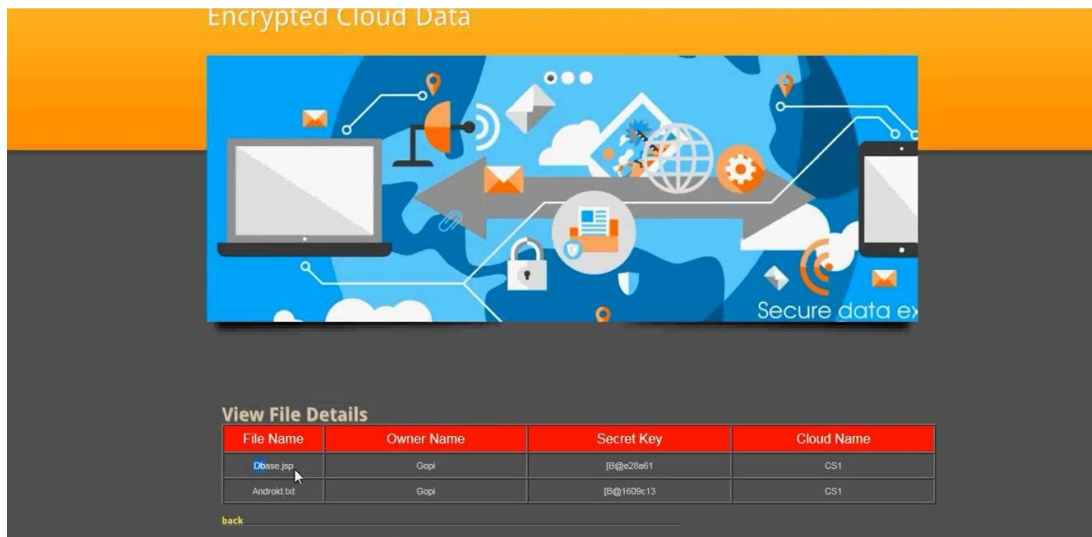 Encrypted Cloud Data
Secure data ex
View File Details
File Name Owner Name Secret Key Cloud Name
Dbase.jsp Gopi [B@e28a61 CS1
Android.txt Gopi [B@1609c13 CS1
back